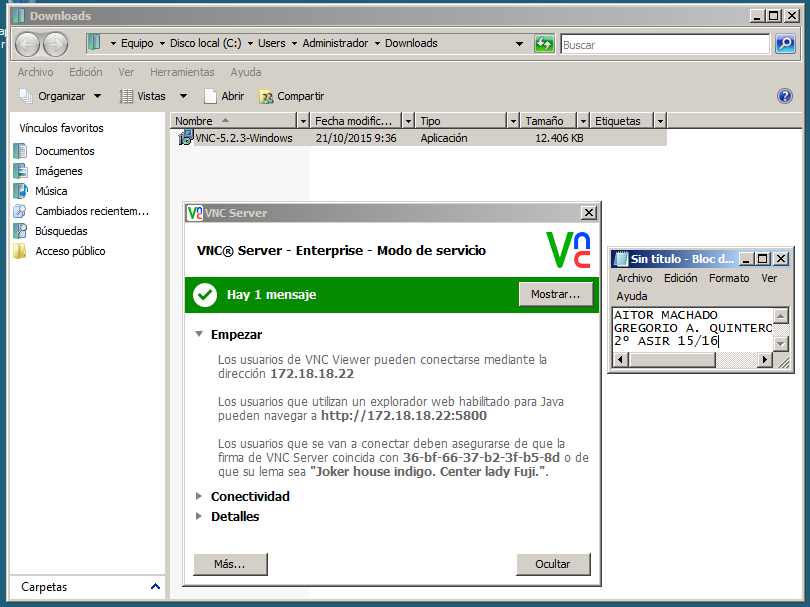 Downloads
Equipo Disco local (C:) Users Administrador Downloads
Buscar
Archivo Edición Ver Herramientas Ayuda
Organizar Vistas Abrir Compartir
Vínculos favoritos
Documentos
Imágenes
Música
Cambiados recientem...
Búsquedas
Acceso público
Carpetas
Nombre Fecha modific... Tipo Tamaño Etiquetas
VNC-5.2.3-Windows 21/10/2015 9:36 Aplicación 12.406 KB
VNC Server
VNC® Server - Enterprise - Modo de servicio
Hay 1 mensaje
Mostrar...
Empezar
Los usuarios de VNC Viewer pueden conectarse mediante la
dirección 172.18.18.22
Los usuarios que utilizan un explorador web habilitado para Java
pueden navegar a http://172.18.18.22:5800
Los usuarios que se van a conectar deben asegurarse de que la
firma de VNC Server coincida con 36-bf-66-37-b2-3f-b5-8d o de
que su lema sea "Joker house indigo. Center lady Fuji.".
Conectividad
Detalles
Más... Ocultar
Sin título - Bloc d...
Archivo Edición Formato Ver
Ayuda
AITOR MACHADO
GREGORIO A. QUINTERO
2º ASIR 15/16